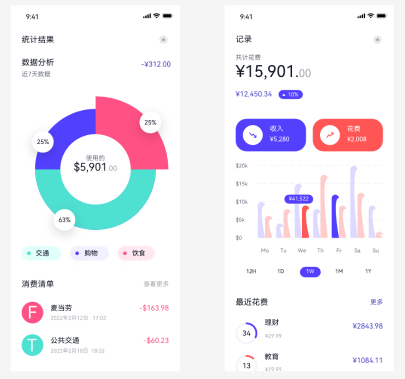 9:41
统计结果
数据分析
-¥312.00
近7天数据
25%
25%
使用的
$5,901.00
63%
交通
购物
饮食
消费清单
查看更多
麦当劳
-$163.98
2022年2月12日 17:02
公共交通
-$60.23
2022年2月10日 18:02
9:41
记录
共计花费
¥15,901.00
¥12,450.34
10%
收入
¥5,280
花费
¥2,008
$20k
$15k
$10k
$5k
$0
¥41,522
Mo Tu We Th Fr Sa Su
12H 1D 1W 1M 1Y
最近花费
更多
34
理财
¥29.99
¥2843.98
13
教育
¥19.99
¥1084.11